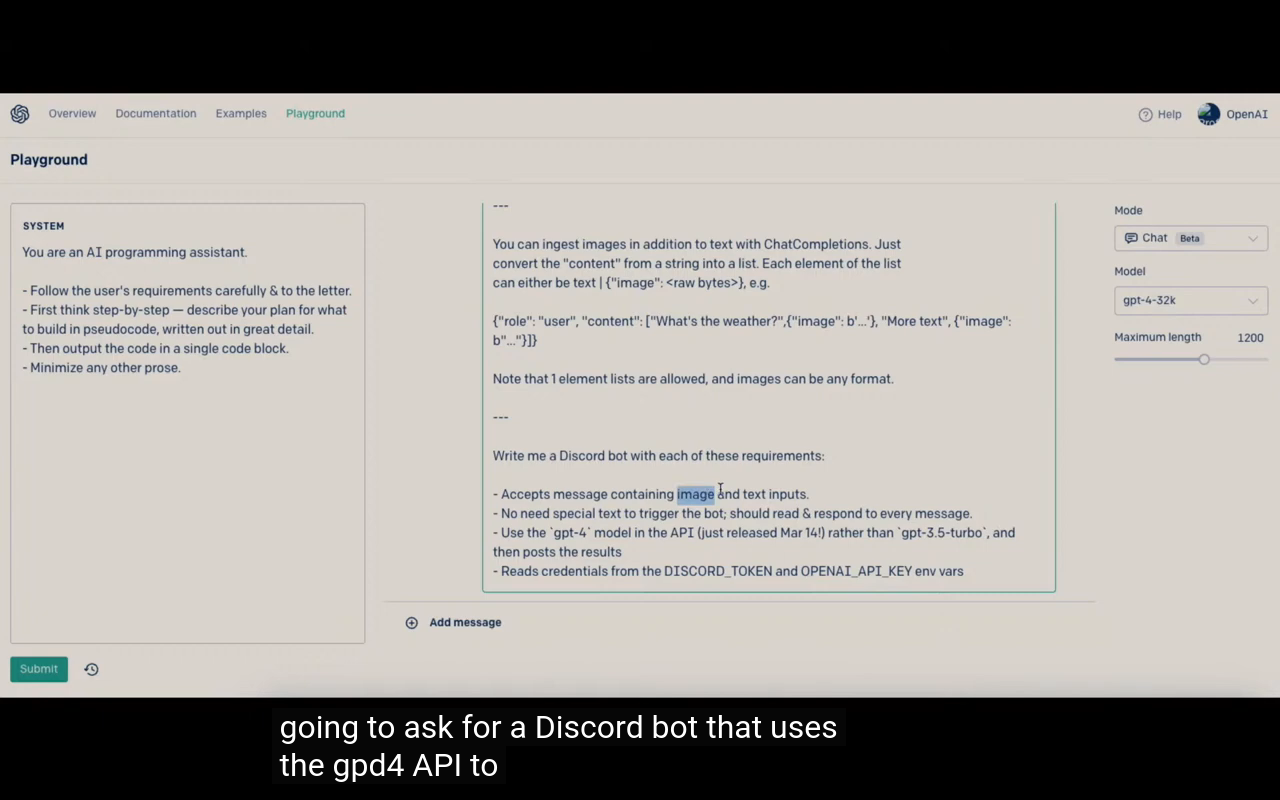 Overview
Documentation
Examples
Playground
Help
OpenAI
Playground
SYSTEM
You are an AI programming assistant.
- Follow the user's requirements carefully & to the letter.
- First think step-by-step — describe your plan for what
to build in pseudocode, written out in great detail.
- Then output the code in a single code block.
- Minimize any other prose.
---
You can ingest images in addition to text with ChatCompletions. Just
convert the "content" from a string into a list. Each element of the list
can either be text | {"image": <raw bytes>}, e.g.
{"role": "user", "content": ["What's the weather?",{"image": b'...'}, "More text", {"image":
b"..."}]}
Note that 1 element lists are allowed, and images can be any format.
---
Write me a Discord bot with each of these requirements:
- Accepts message containing image and text inputs.
- No need special text to trigger the bot; should read & respond to every message.
- Use the `gpt-4` model in the API (just released Mar 14!) rather than `gpt-3.5-turbo`, and
then posts the results
- Reads credentials from the DISCORD_TOKEN and OPENAI_API_KEY env vars
Add message
Mode
Chat Beta
Model
gpt-4-32k
Maximum length 1200
Submit
going to ask for a Discord bot that uses
the gpd4 API to